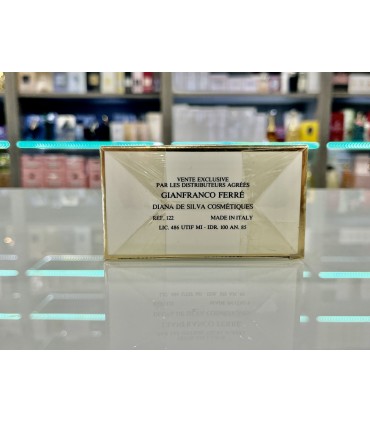 VENTE EXCLUSIVE
PAR LES DISTRIBUTEURS AGRÉÉS
GIANFRANCO FERRÉ
DIANA DE SILVA COSMÉTIQUES
REF. 122 MADE IN ITALY
LIC. 486 UTIF MI - IDR. 100 AN. 85